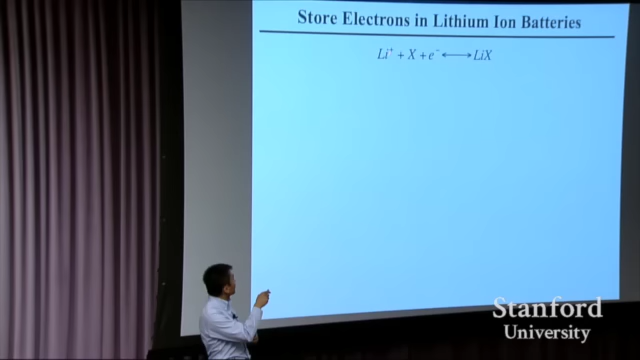 Store Electrons in Lithium Ion Batteries
Li⁺ + X + e⁻ ⟷ LiX
Stanford
University